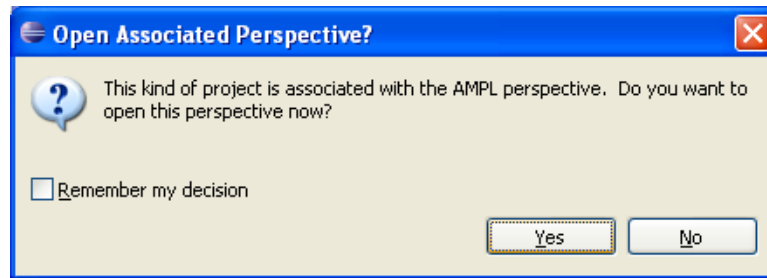 Open Associated Perspective?
This kind of project is associated with the AMPL perspective.  Do you want to
open this perspective now?
Remember my decision
Yes
No